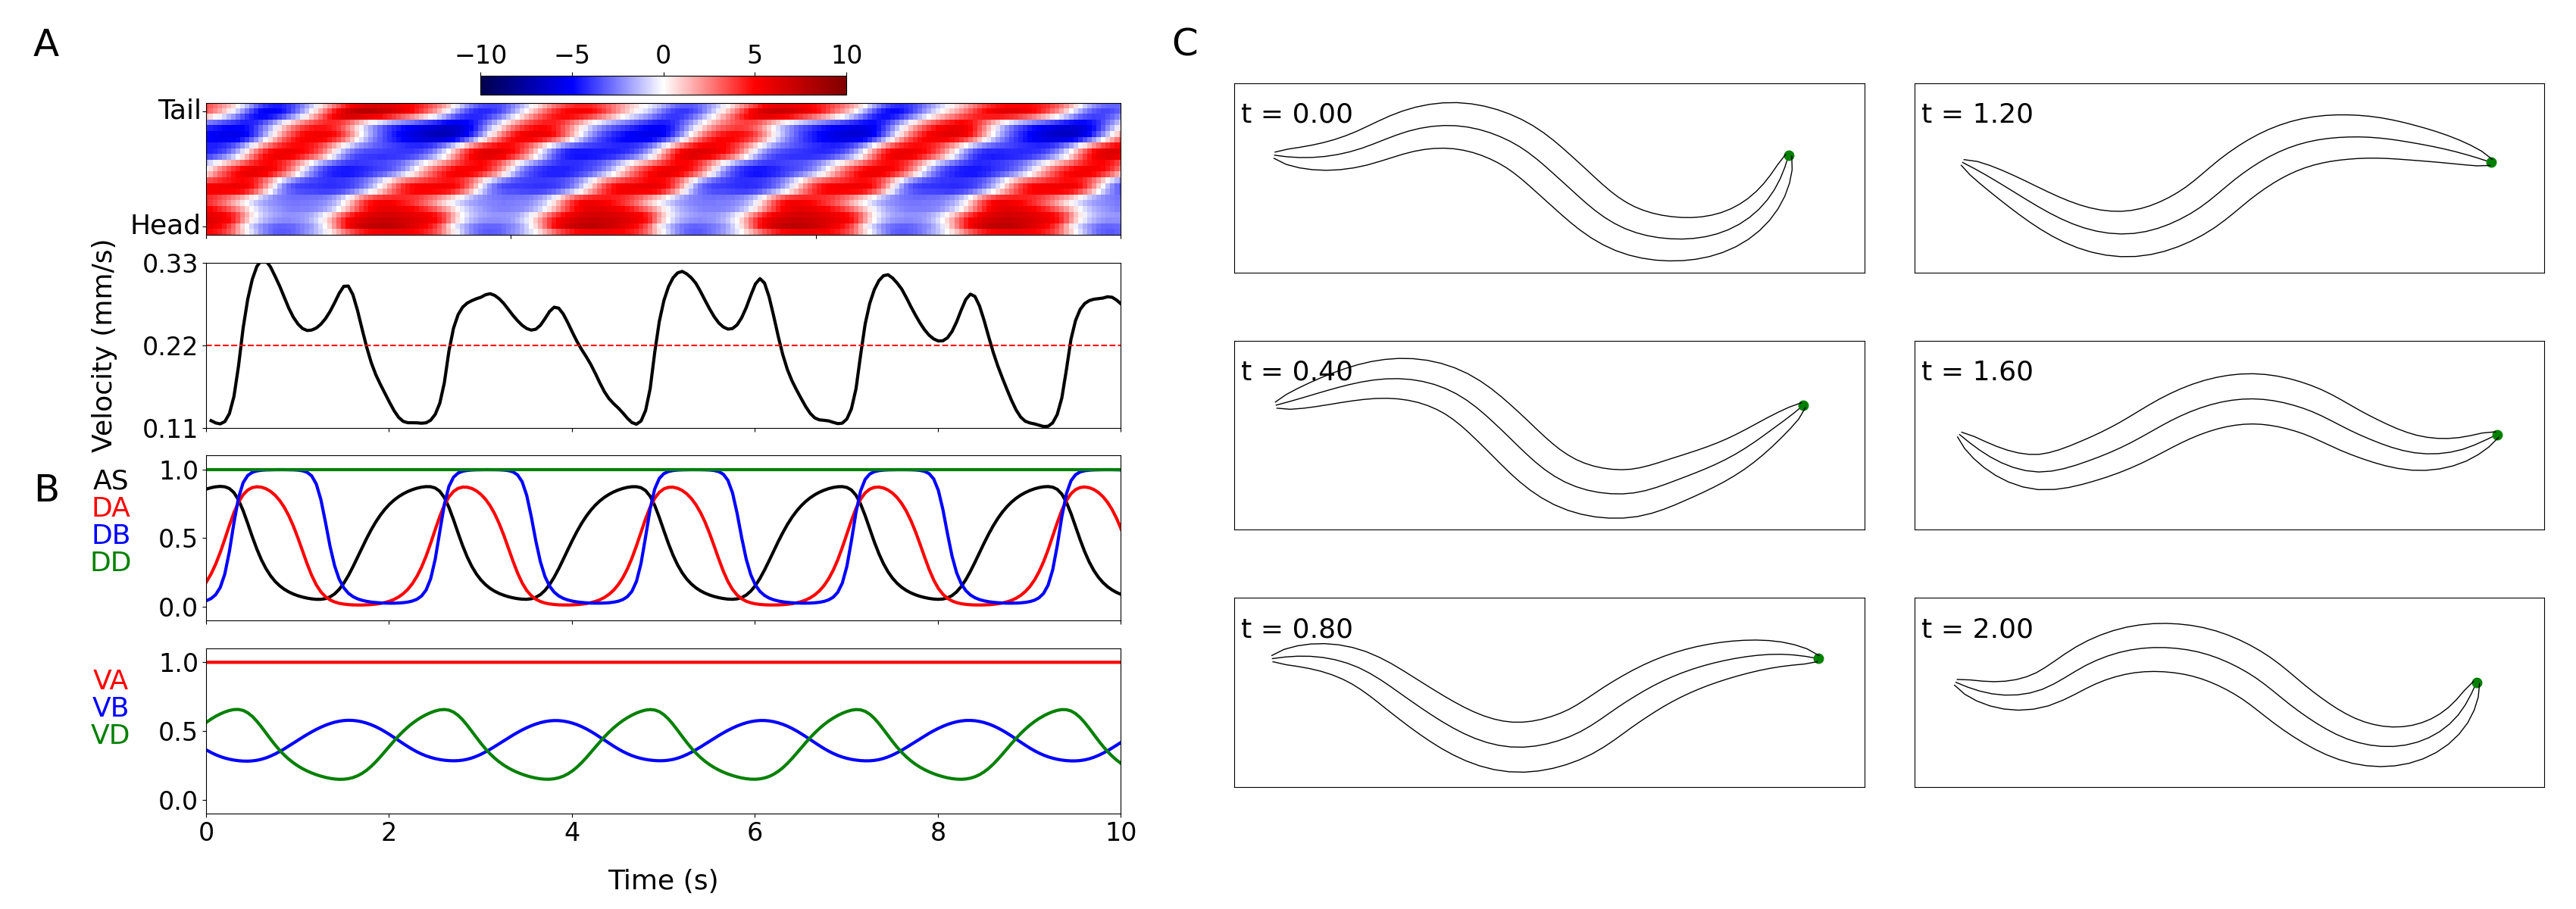 A
−10 −5 0 5 10
Tail
Head
Velocity (mm/s)
0.33
0.22
0.11
B
AS
DA
DB
DD
1.0
0.5
0.0
VA
VB
VD
1.0
0.5
0.0
0 2 4 6 8 10
Time (s)
C
t = 0.00
t = 1.20
t = 0.40
t = 1.60
t = 0.80
t = 2.00